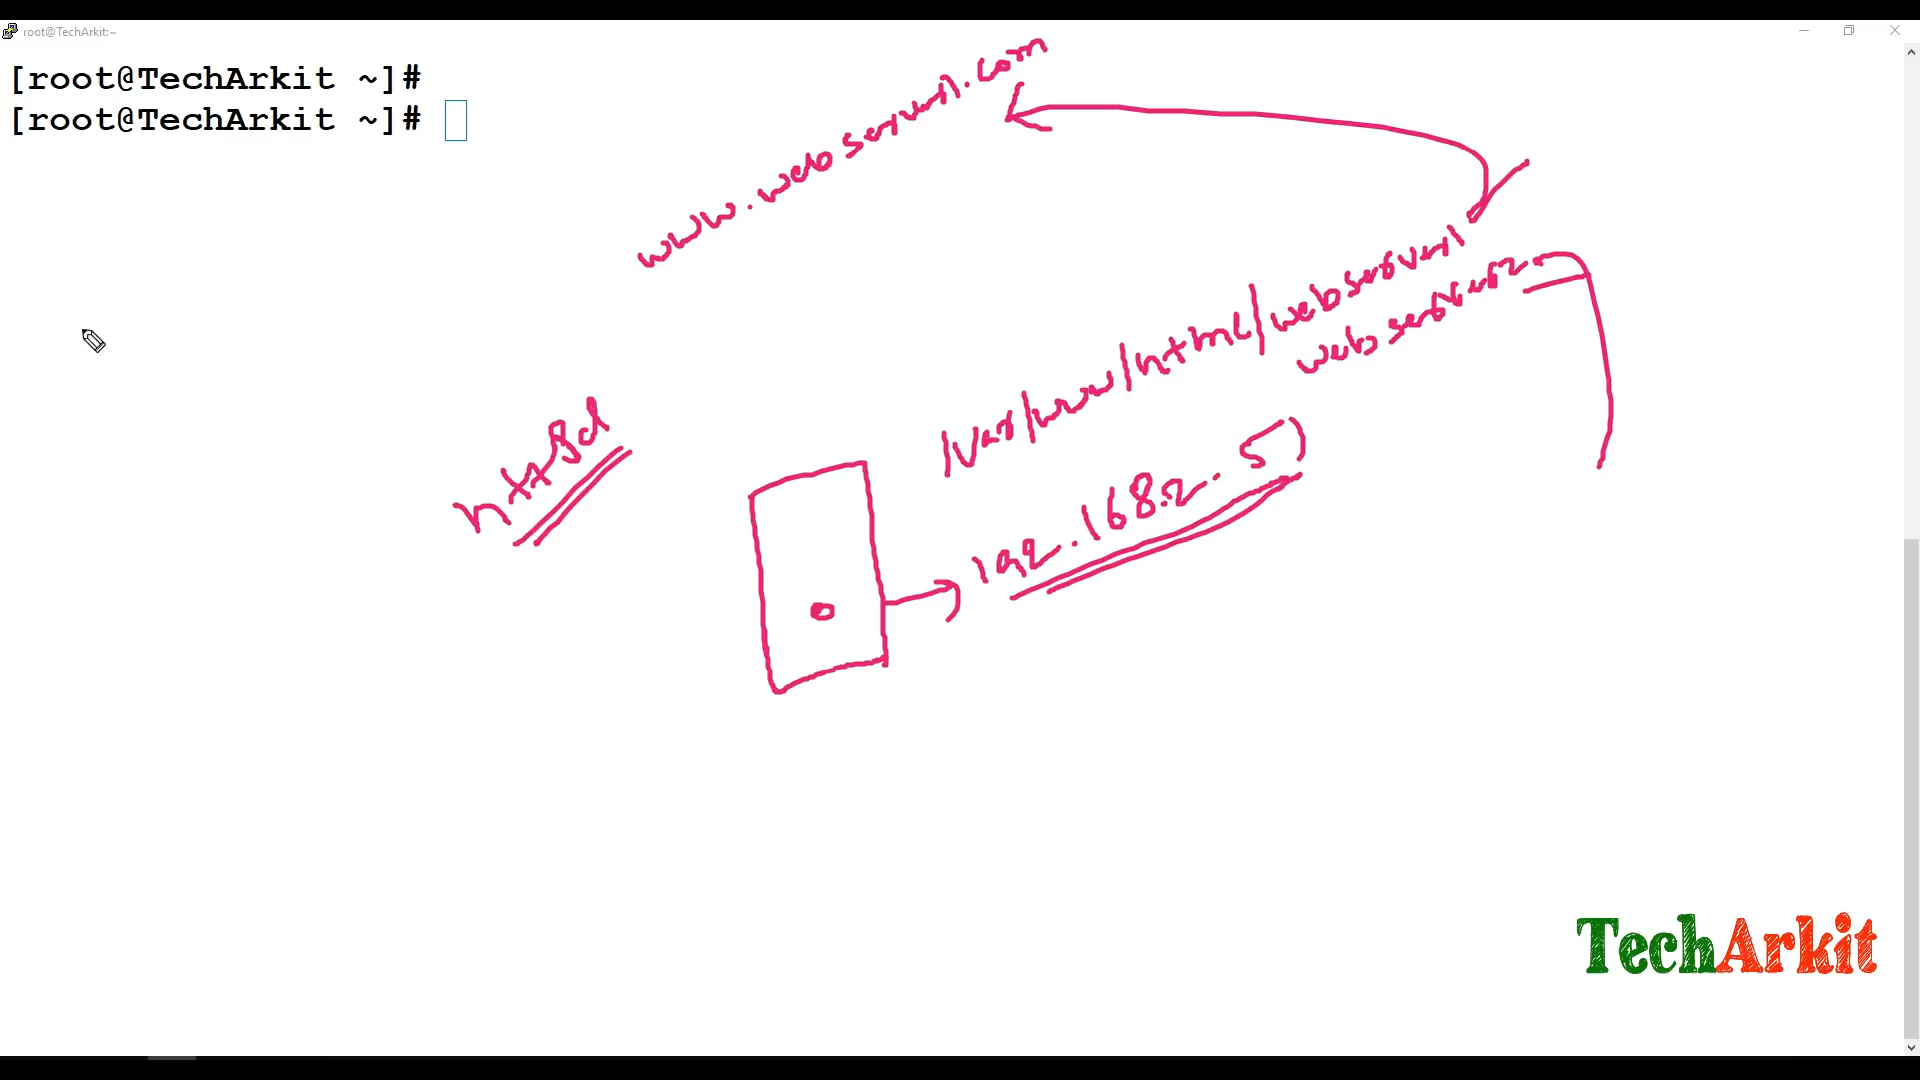 root@TechArkit:~
[root@TechArkit ~]#
[root@TechArkit ~]#
www.webserver1.com
/var/www/html/webserver1
webserver2
httpd
192.168.2.51
TechArkit